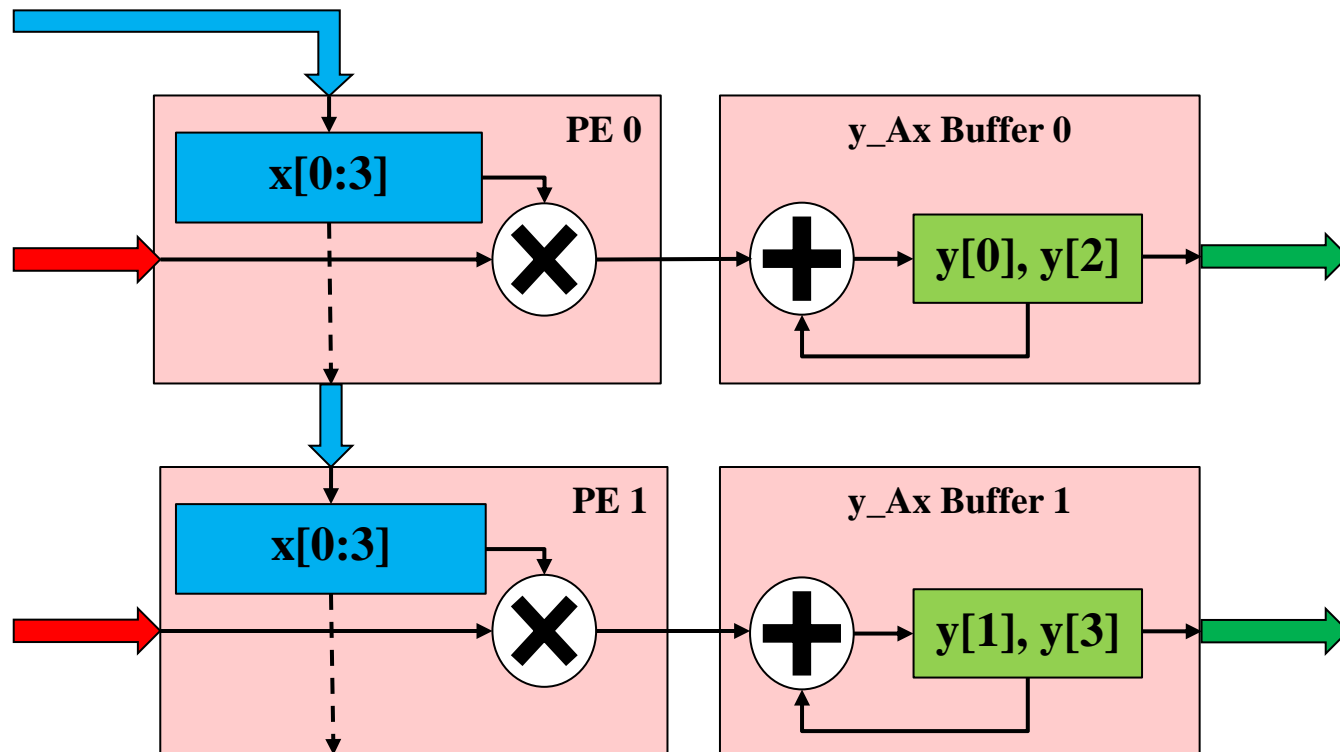 PE 0
x[0:3]
y_Ax Buffer 0
y[0], y[2]
PE 1
x[0:3]
y_Ax Buffer 1
y[1], y[3]